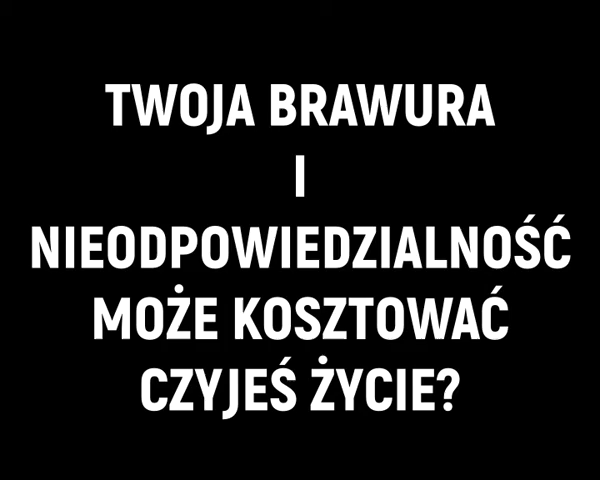 TWOJA BRAWURA
I
NIEODPOWIEDZIALNOŚĆ
MOŻE KOSZTOWAĆ
CZYJEŚ ŻYCIE?